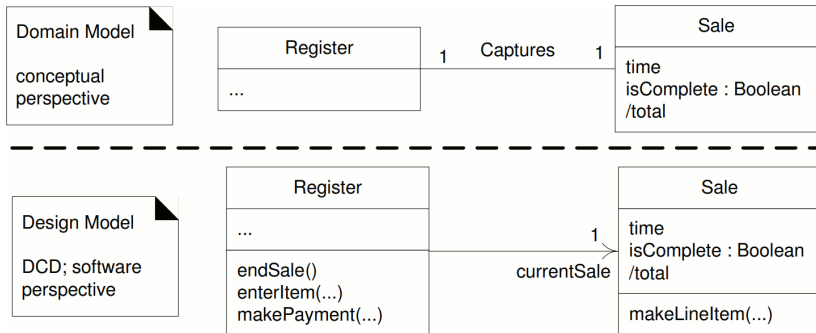 Domain Model
conceptual
perspective
Register
...
1 Captures 1
Sale
time
isComplete : Boolean
/total
Design Model
DCD; software
perspective
Register
...
endSale()
enterItem(...)
makePayment(...)
1
currentSale
Sale
time
isComplete : Boolean
/total
makeLineItem(...)